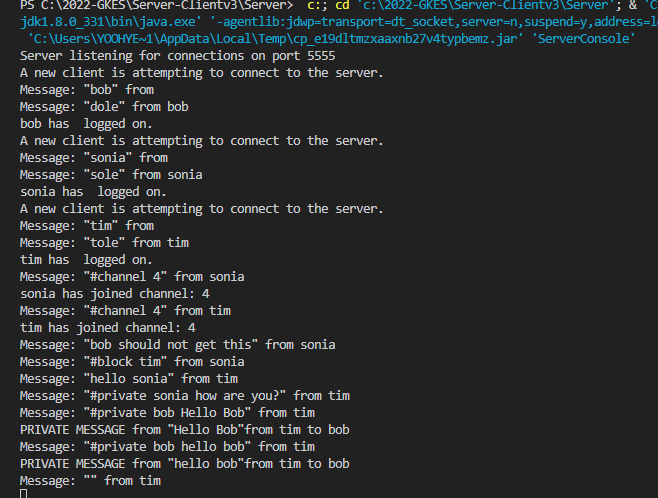 PS C:\2022-GKES\Server-Clientv3\Server>  c:; cd 'c:\2022-GKES\Server-Clientv3\Server'; & 'C
jdk1.8.0_331\bin\java.exe' '-agentlib:jdwp=transport=dt_socket,server=n,suspend=y,address=l
'C:\Users\YOOHYE~1\AppData\Local\Temp\cp_e19dltmzxaaxnb27v4typbemz.jar' 'ServerConsole'
Server listening for connections on port 5555
A new client is attempting to connect to the server.
Message: "bob" from
Message: "dole" from bob
bob has  logged on.
A new client is attempting to connect to the server.
Message: "sonia" from
Message: "sole" from sonia
sonia has  logged on.
A new client is attempting to connect to the server.
Message: "tim" from
Message: "tole" from tim
tim has  logged on.
Message: "#channel 4" from sonia
sonia has joined channel: 4
Message: "#channel 4" from tim
tim has joined channel: 4
Message: "bob should not get this" from sonia
Message: "#block tim" from sonia
Message: "hello sonia" from tim
Message: "#private sonia how are you?" from tim
Message: "#private bob Hello Bob" from tim
PRIVATE MESSAGE from "Hello Bob"from tim to bob
Message: "#private bob hello bob" from tim
PRIVATE MESSAGE from "hello bob"from tim to bob
Message: "" from tim